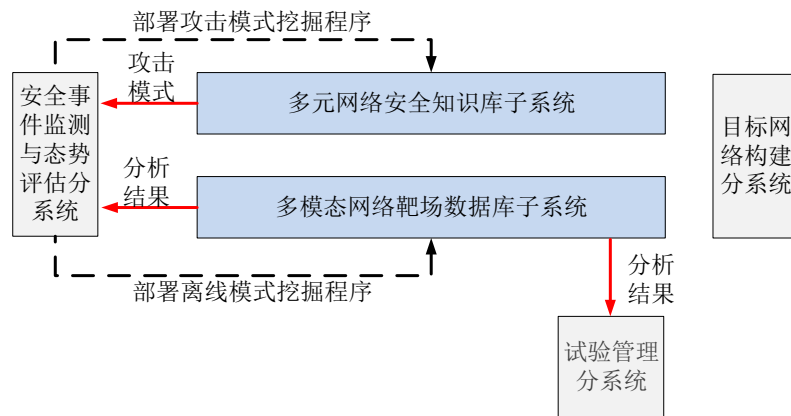 部署攻击模式挖掘程序
攻击
模式
安全事
件监测
与态势
评估分
系统
多元网络安全知识库子系统
目标网
络构建
分系统
分析
结果
多模态网络靶场数据库子系统
部署离线模式挖掘程序
分析
结果
试验管理
分系统